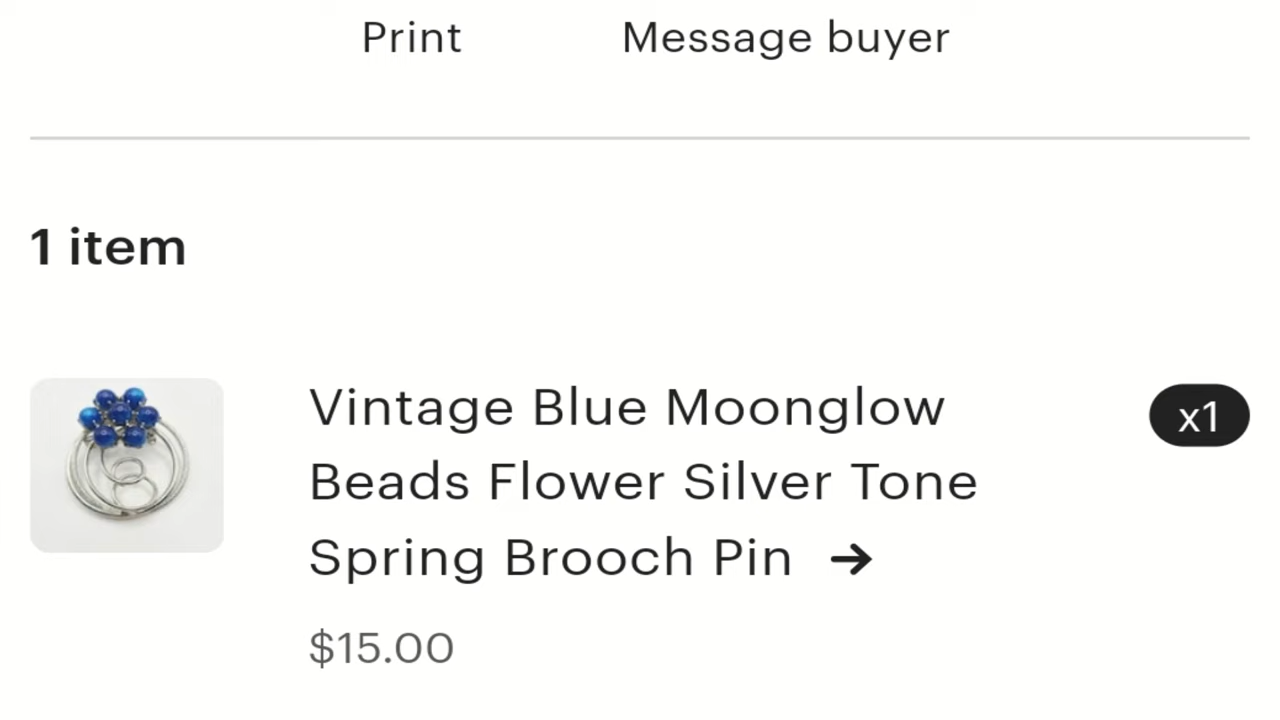 Print Message buyer
1 item
Vintage Blue Moonglow x1
Beads Flower Silver Tone
Spring Brooch Pin →
$15.00